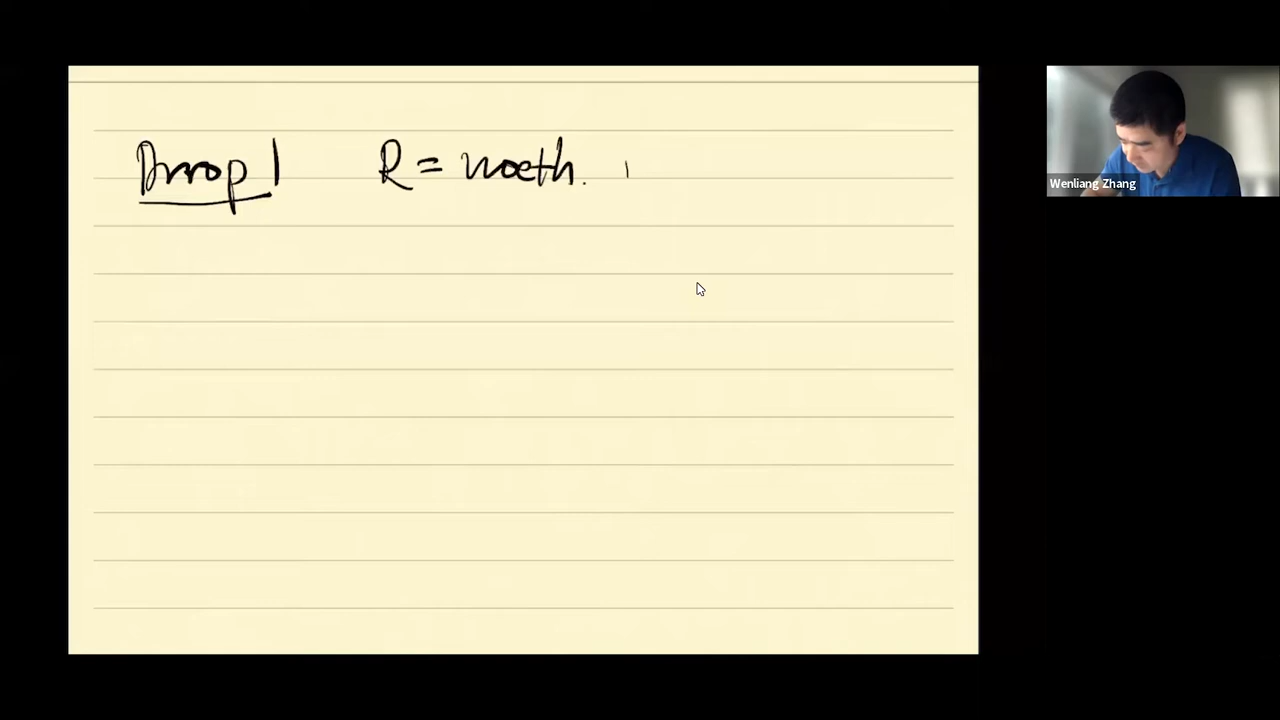 Prop 1 R = noeth.
Wenliang Zhang